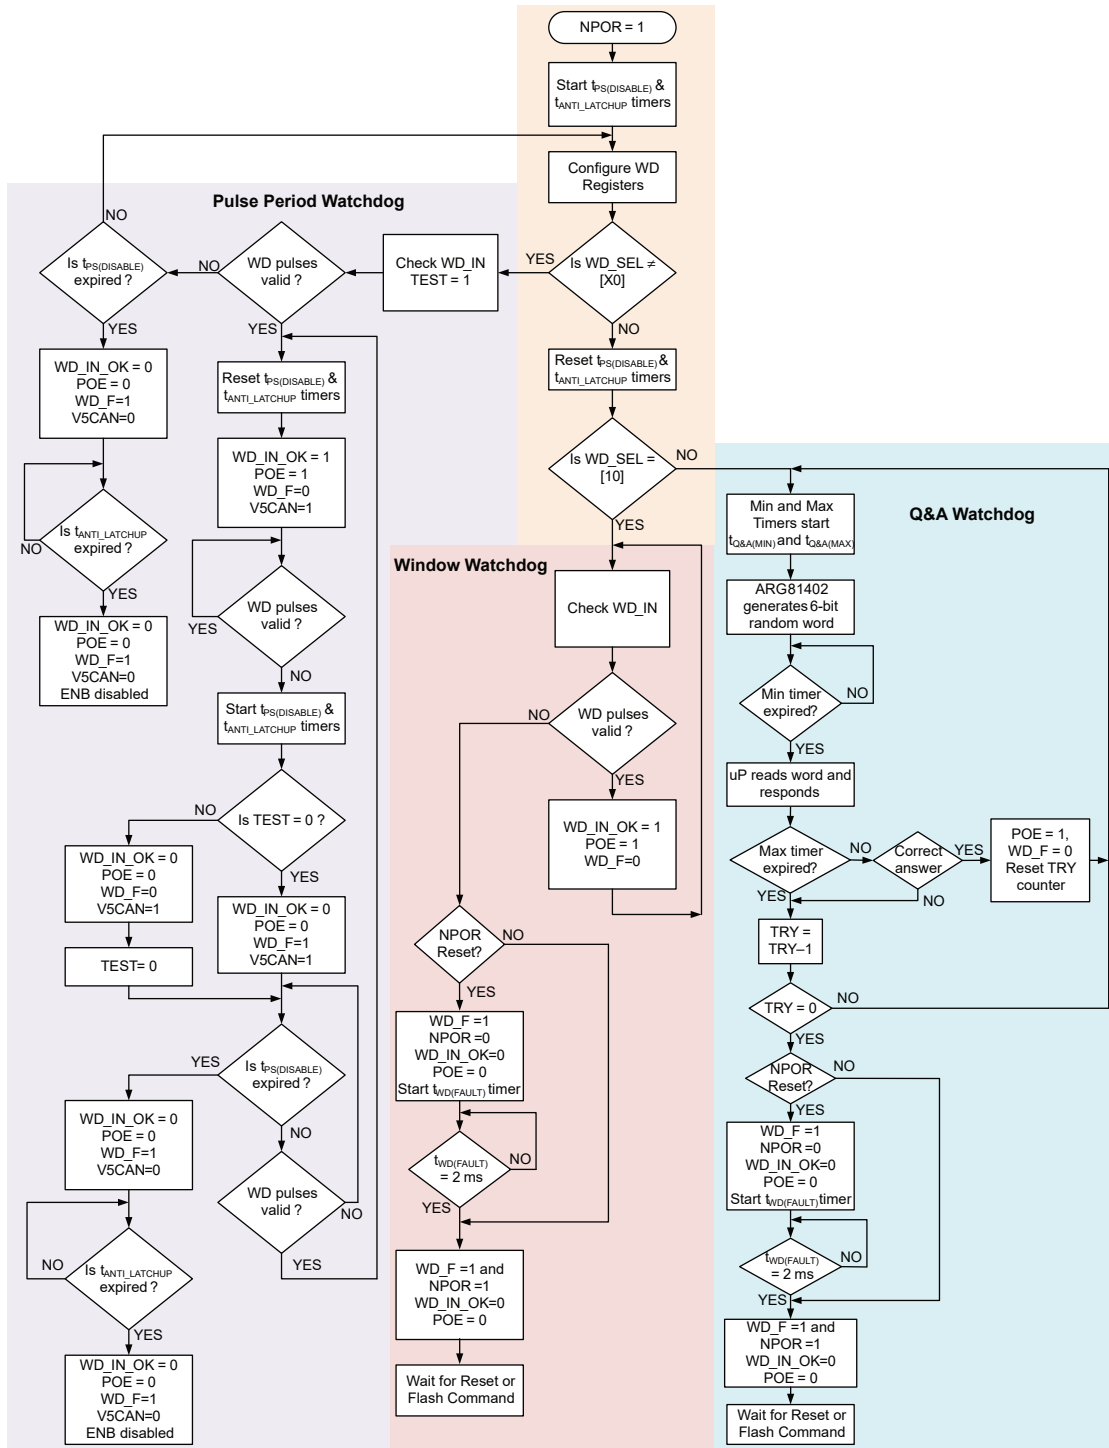 NPOR = 1
Start tPS(DISABLE) &
tANTI_LATCHUP timers
Configure WD
Registers
Is WD_SEL ≠
[X0]
YES
NO
Reset tPS(DISABLE) &
tANTI_LATCHUP timers
Is WD_SEL =
[10]
NO
YES
Pulse Period Watchdog
Check WD_IN
TEST = 1
WD pulses
valid ?
NO
YES
Is tPS(DISABLE)
expired ?
NO
YES
WD_IN_OK = 0
POE = 0
WD_F=1
V5CAN=0
Is tANTI_LATCHUP
expired ?
NO
YES
WD_IN_OK = 0
POE = 0
WD_F=1
V5CAN=0
ENB disabled
Reset tPS(DISABLE) &
tANTI_LATCHUP timers
WD_IN_OK = 1
POE = 1
WD_F=0
V5CAN=1
WD pulses
valid ?
YES
NO
Start tPS(DISABLE) &
tANTI_LATCHUP timers
Is TEST = 0 ?
NO
YES
WD_IN_OK = 0
POE = 0
WD_F=0
V5CAN=1
TEST= 0
WD_IN_OK = 0
POE = 0
WD_F=1
V5CAN=1
Is tPS(DISABLE)
expired ?
YES
NO
WD_IN_OK = 0
POE = 0
WD_F=1
V5CAN=0
WD pulses
valid ?
NO
YES
Is tANTI_LATCHUP
expired ?
NO
YES
WD_IN_OK = 0
POE = 0
WD_F=1
V5CAN=0
ENB disabled
Window Watchdog
Check WD_IN
WD pulses
valid ?
NO
YES
WD_IN_OK = 1
POE = 1
WD_F=0
NPOR
Reset?
NO
YES
WD_F=1
NPOR =0
WD_IN_OK=0
POE = 0
Start tWD(FAULT) timer
tWD(FAULT)
= 2 ms
NO
YES
WD_F =1 and
NPOR =1
WD_IN_OK=0
POE = 0
Wait for Reset or
Flash Command
Q&A Watchdog
Min and Max
Timers start
tQ&A(MIN) and tQ&A(MAX)
ARG81402
generates 6-bit
random word
Min timer
expired?
NO
YES
uP reads word and
responds
Max timer
expired?
NO
YES
Correct
answer
YES
NO
POE = 1,
WD_F = 0
Reset TRY
counter
TRY =
TRY–1
TRY = 0
NO
YES
NPOR
Reset?
NO
YES
WD_F =1
NPOR=0
WD_IN_OK=0
POE = 0
Start tWD(FAULT) timer
tWD(FAULT)
= 2 ms
NO
YES
WD_F =1 and
NPOR =1
WD_IN_OK=0
POE = 0
Wait for Reset or
Flash Command